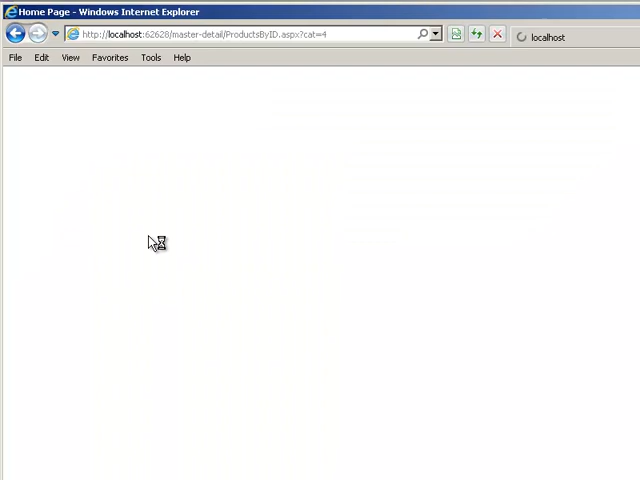 Home Page - Windows Internet Explorer
http://localhost:62628/master-detail/ProductsByID.aspx?cat=4
localhost
File Edit View Favorites Tools Help